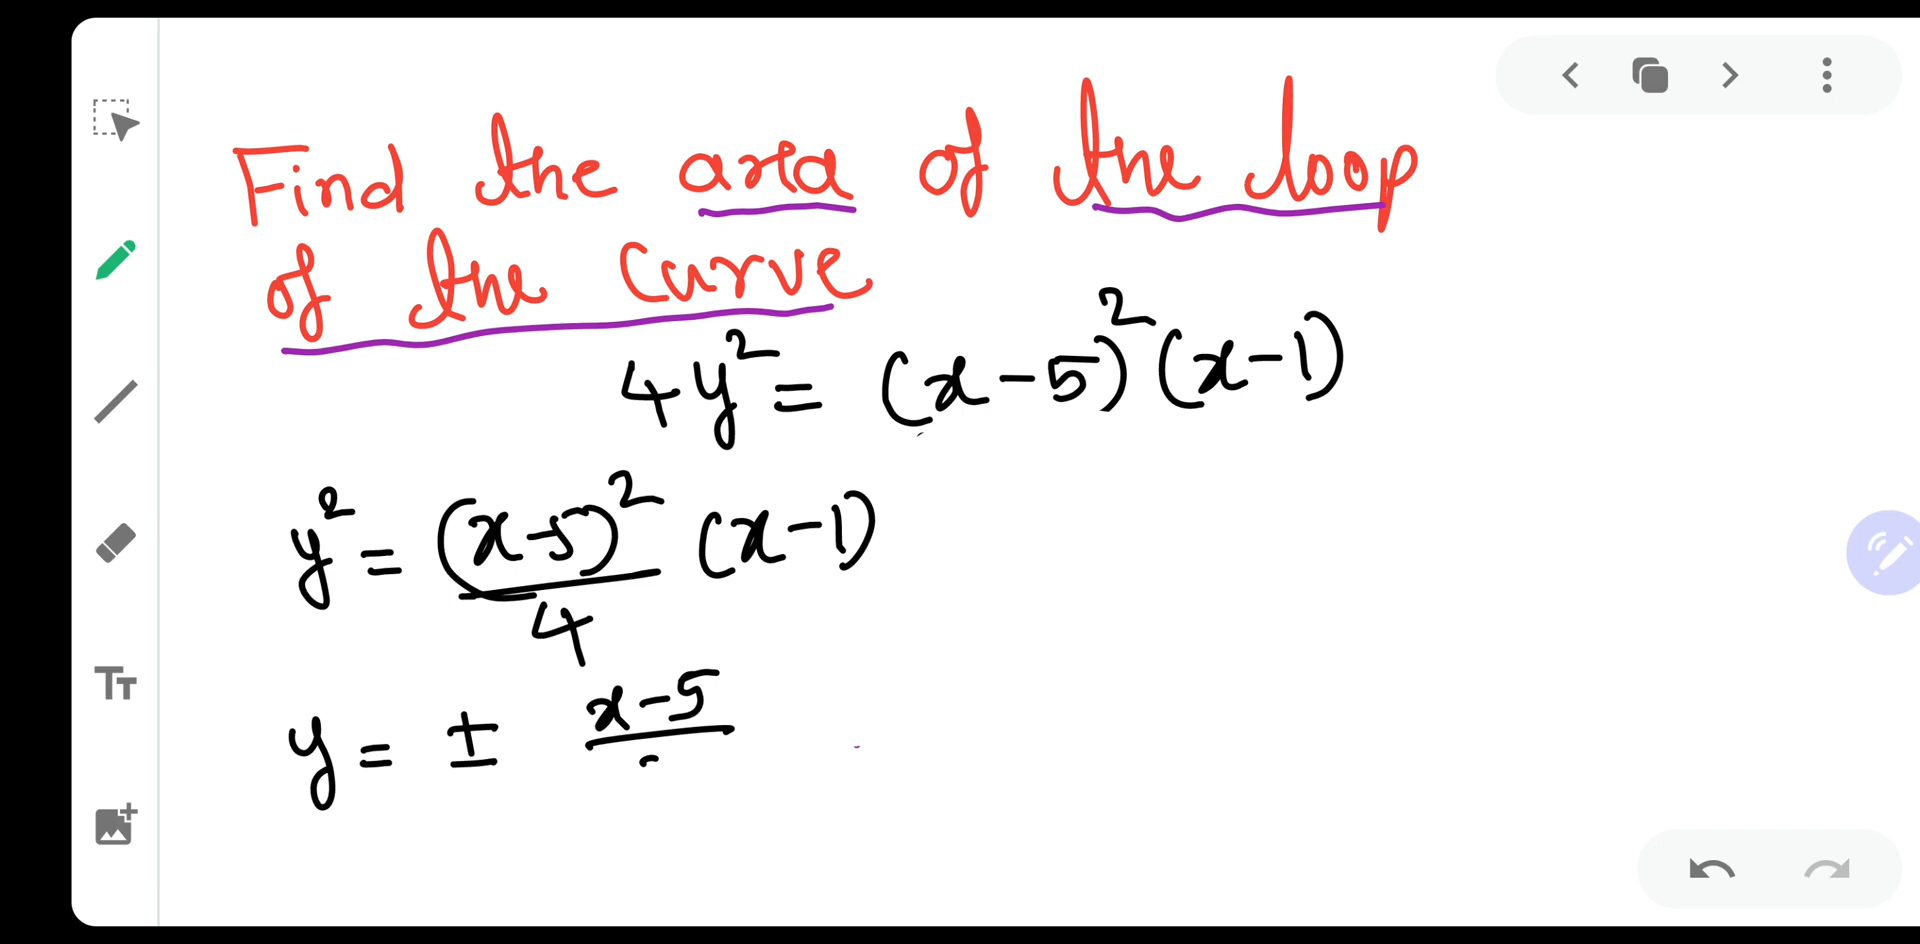 Find the area of the loop
of the curve
4y² = (x-5)²(x-1)
y² = (x-5)²/4 (x-1)
y = ± x-5
Tт